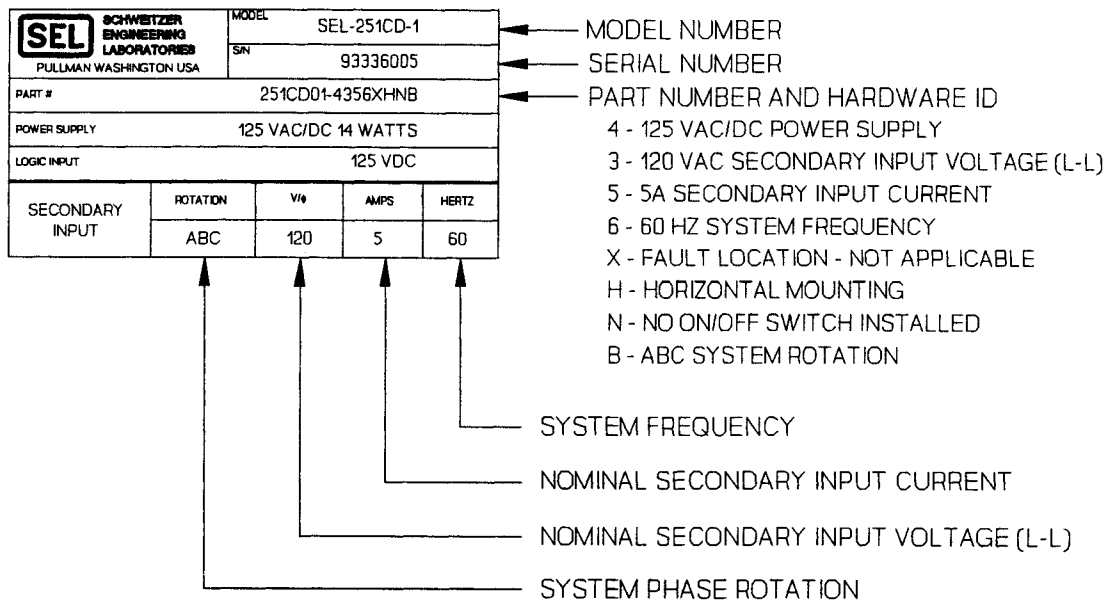 SEL SCHWEITZER
ENGINEERING
LABORATORIES
PULLMAN WASHINGTON USA
MODEL SEL-251CD-1
S/N 93336005
PART # 251CD01-4356XHNB
POWER SUPPLY 125 VAC/DC 14 WATTS
LOGIC INPUT 125 VDC
SECONDARY
INPUT
ROTATION V/ϕ AMPS HERTZ
ABC 120 5 60
MODEL NUMBER
SERIAL NUMBER
PART NUMBER AND HARDWARE ID
4 - 125 VAC/DC POWER SUPPLY
3 - 120 VAC SECONDARY INPUT VOLTAGE (L-L)
5 - 5A SECONDARY INPUT CURRENT
6 - 60 HZ SYSTEM FREQUENCY
X - FAULT LOCATION - NOT APPLICABLE
H - HORIZONTAL MOUNTING
N - NO ON/OFF SWITCH INSTALLED
B - ABC SYSTEM ROTATION
SYSTEM FREQUENCY
NOMINAL SECONDARY INPUT CURRENT
NOMINAL SECONDARY INPUT VOLTAGE (L-L)
SYSTEM PHASE ROTATION